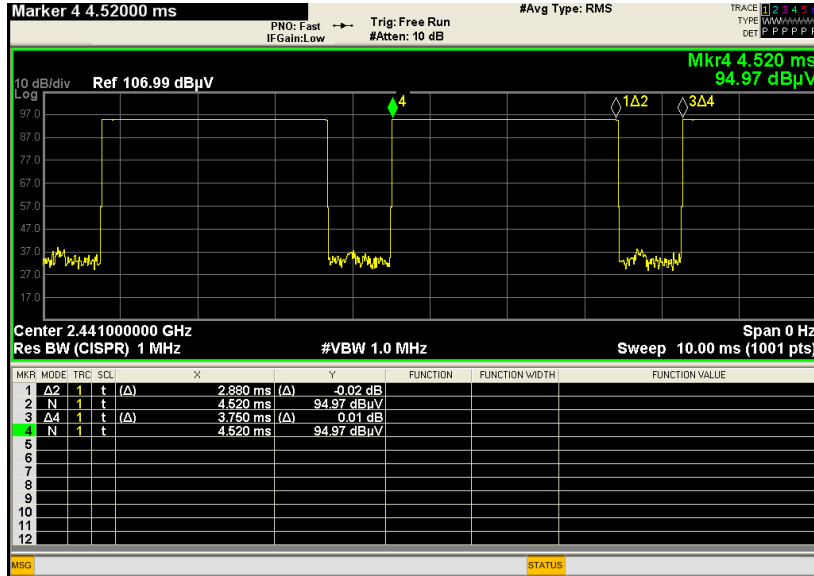 Marker 4 4.52000 ms
PNO: Fast
IFGain:Low
Trig: Free Run
#Atten: 10 dB
#Avg Type: RMS
TRACE 1 2 3 4 5
TYPE
DET P P P P P
Mkr4 4.520 ms
94.97 dBµV
10 dB/div Ref 106.99 dBµV
Log
97.0
87.0
77.0
67.0
57.0
47.0
37.0
27.0
17.0
4
1Δ2
3Δ4
Center 2.441000000 GHz Span 0 Hz
Res BW (CISPR) 1 MHz #VBW 1.0 MHz Sweep 10.00 ms (1001 pts)
MKR MODE TRC SCL X Y FUNCTION FUNCTION WIDTH FUNCTION VALUE
1 Δ2 1 t (Δ) 2.880 ms (Δ) -0.02 dB
2 N 1 t 4.520 ms 94.97 dBµV
3 Δ4 1 t (Δ) 3.750 ms (Δ) 0.01 dB
4 N 1 t 4.520 ms 94.97 dBµV
5
6
7
8
9
10
11
12
MSG STATUS